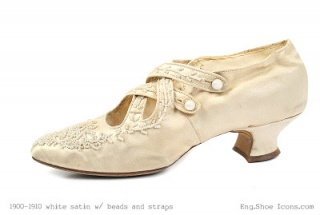 1900-1910 white satin w/ beads and straps
Eng.Shoe Icons.com